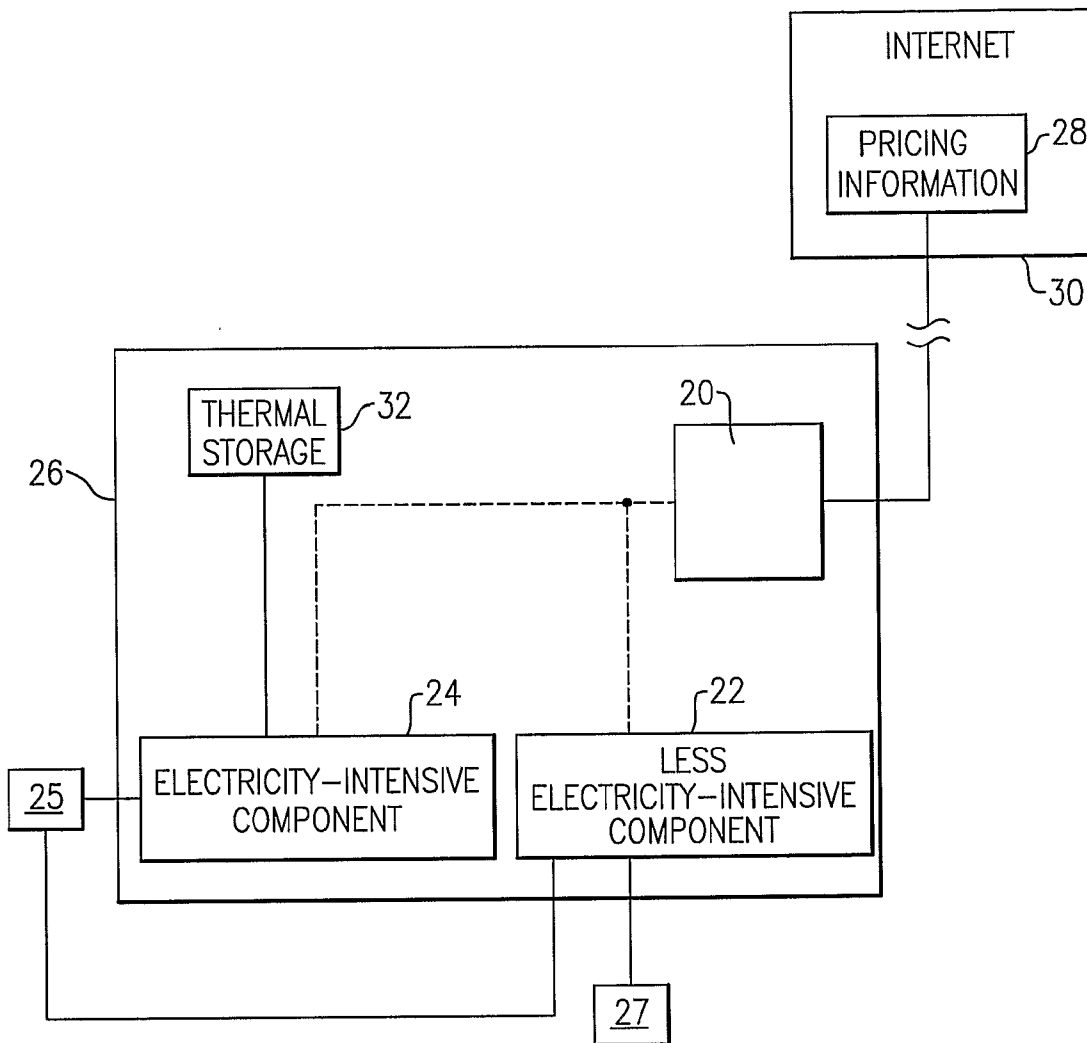 INTERNET
PRICING
INFORMATION
28
30
THERMAL
STORAGE
32
20
26
24
22
ELECTRICITY-INTENSIVE
COMPONENT
LESS
ELECTRICITY-INTENSIVE
COMPONENT
25
27